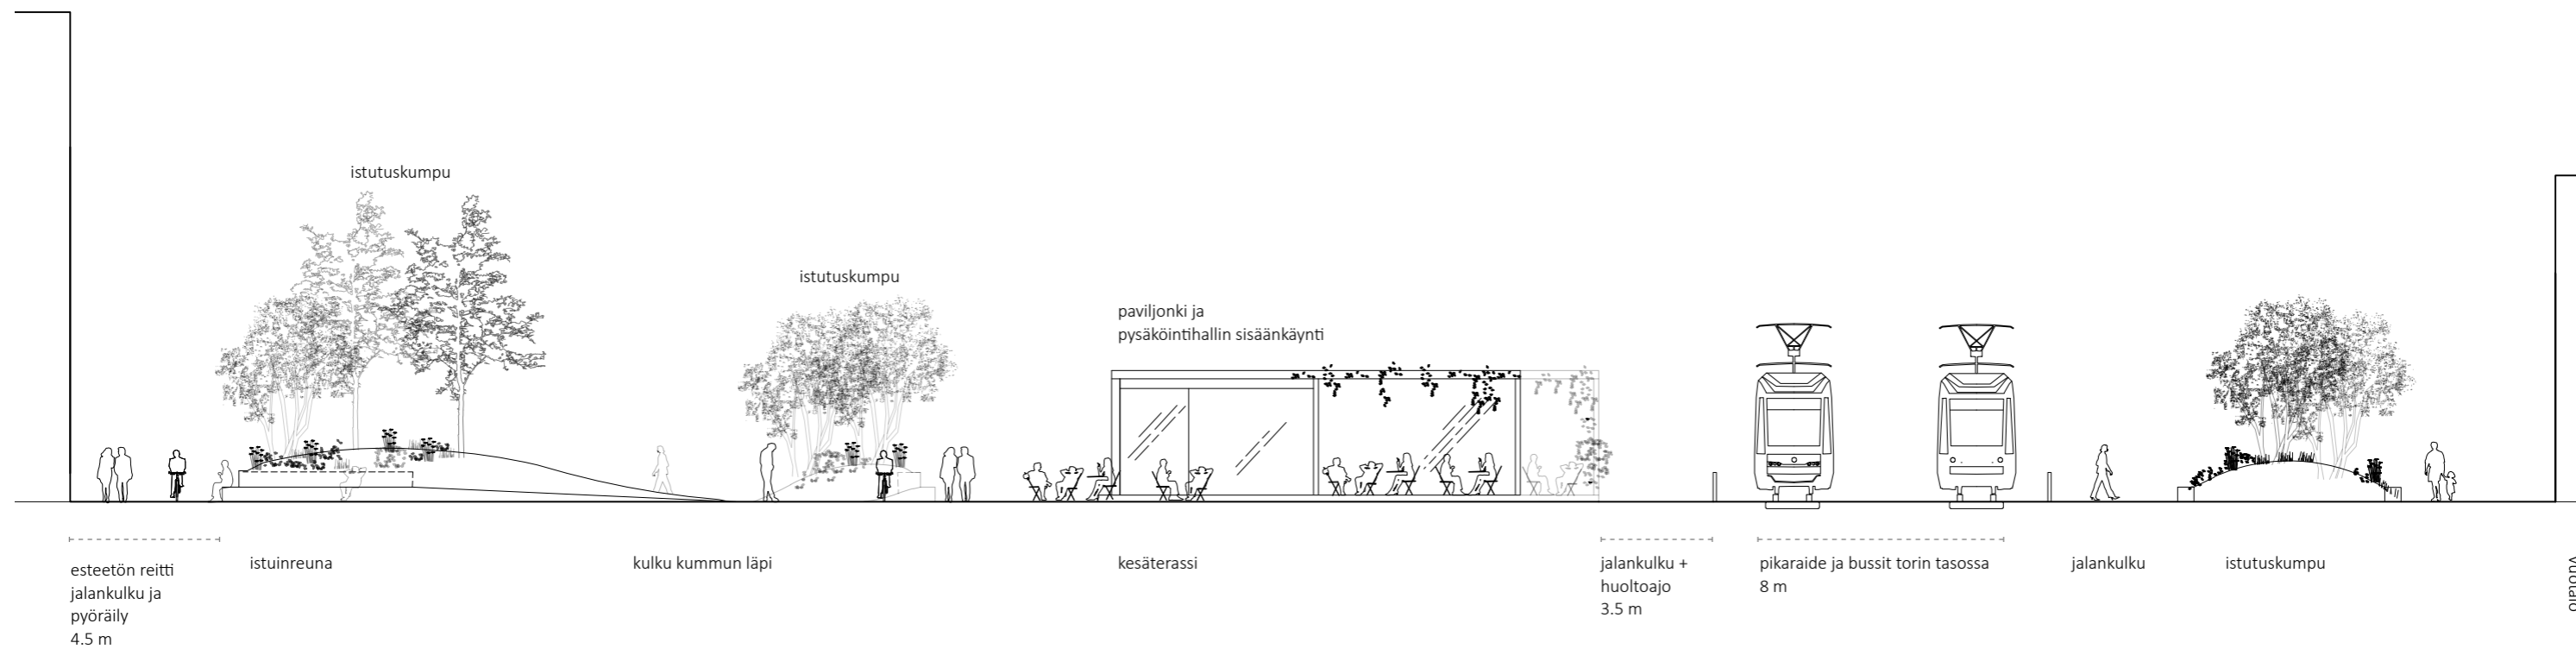 istutuskumpu
istutuskumpu
paviljonki ja
pysäköintihallin sisäänkäynti
esteetön reitti
jalankulku ja
pyöräily
4.5 m
istuinreuna
kulku kummun läpi
kesäterassi
jalankulku +
huoltoajo
3.5 m
pikaraide ja bussit torin tasossa
8 m
jalankulku
istutuskumpu